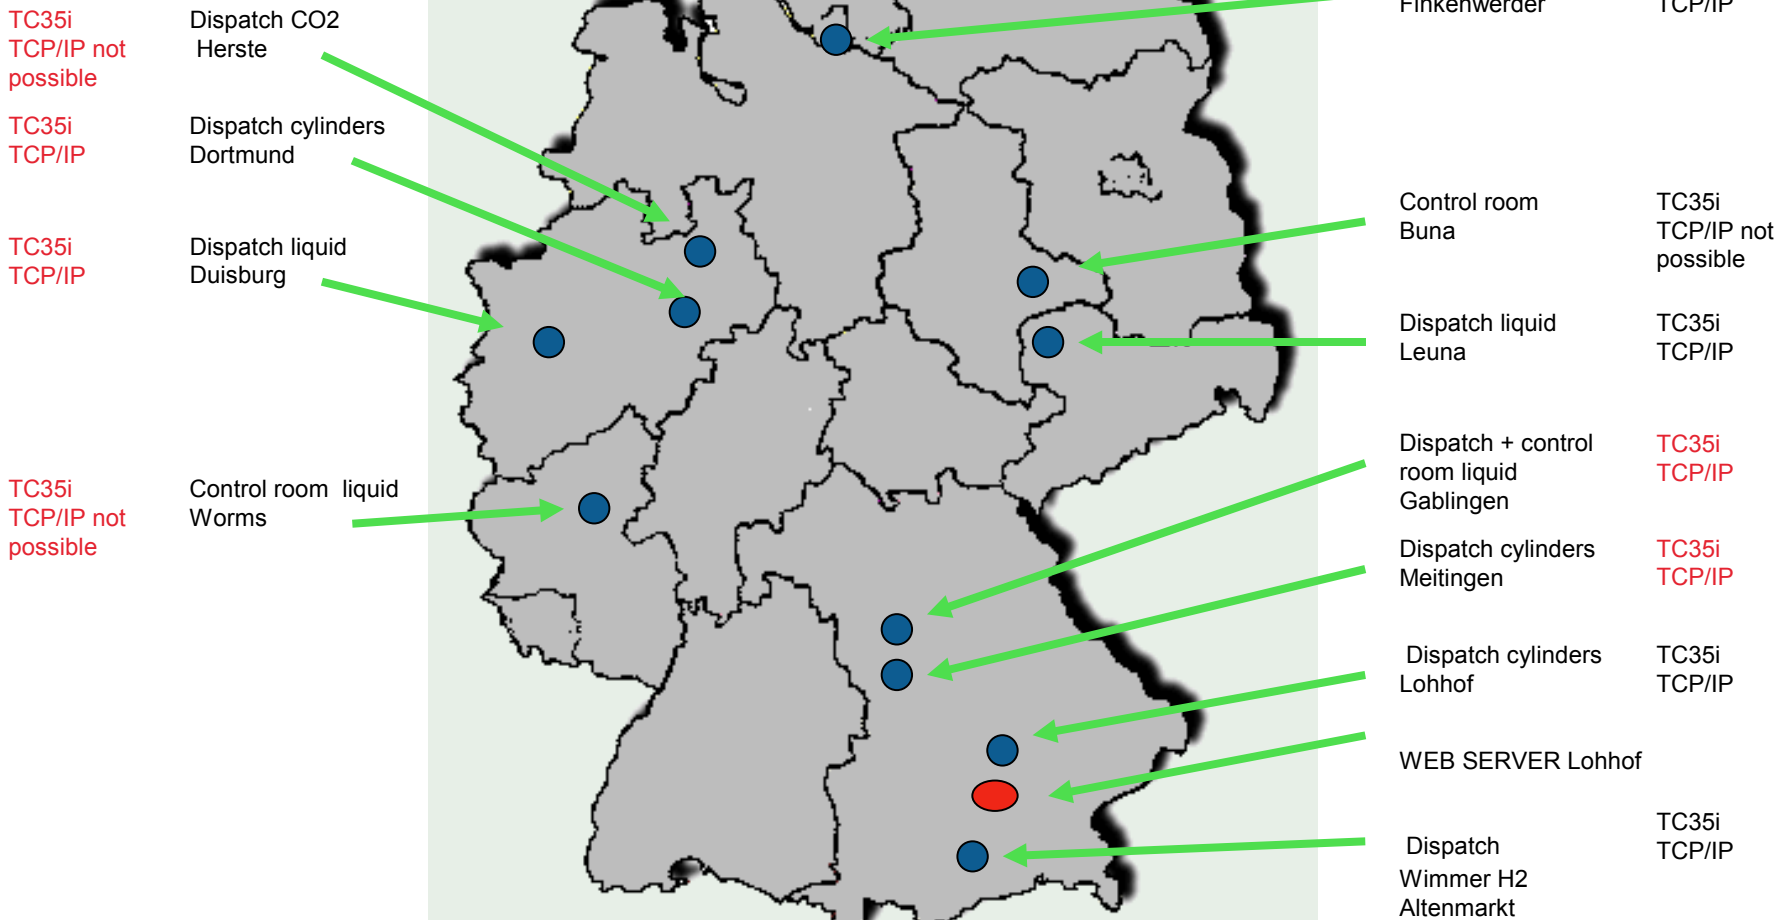 TC35i
TCP/IP not
possible
Dispatch CO2
Herste
TC35i
TCP/IP
Dispatch cylinders
Dortmund
TC35i
TCP/IP
Dispatch liquid
Duisburg
TC35i
TCP/IP not
possible
Control room liquid
Worms
Finkenwerder
TCP/IP
Control room
Buna
TC35i
TCP/IP not
possible
Dispatch liquid
Leuna
TC35i
TCP/IP
Dispatch + control
room liquid
Gablingen
TC35i
TCP/IP
Dispatch cylinders
Meitingen
TC35i
TCP/IP
Dispatch cylinders
Lohhof
TC35i
TCP/IP
WEB SERVER Lohhof
Dispatch
Wimmer H2
Altenmarkt
TC35i
TCP/IP